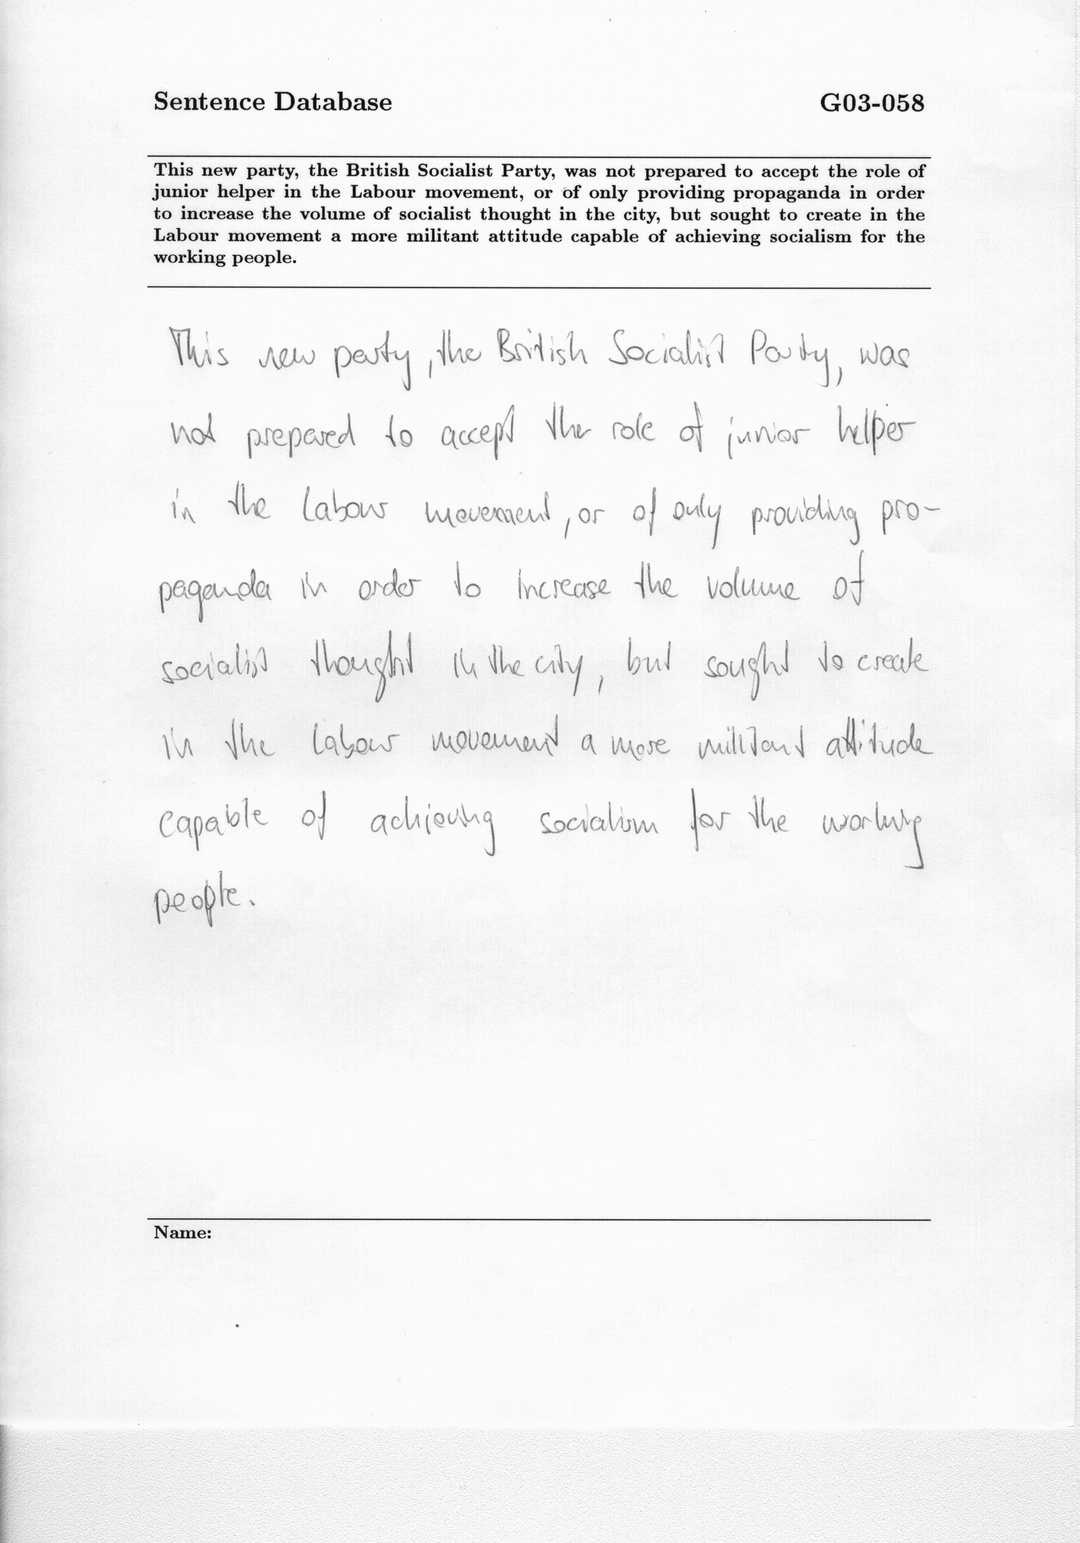 Sentence Database G03-058
This new party, the British Socialist Party, was not prepared to accept the role of
junior helper in the Labour movement, or of only providing propaganda in order
to increase the volume of socialist thought in the city, but sought to create in the
Labour movement a more militant attitude capable of achieving socialism for the
working people.
This new party, the British Socialist Party, was
not prepared to accept the role of junior helper
in the Labour movement, or of only providing pro-
paganda in order to increase the volume of
socialist thought in the city, but sought to create
in the Labour movement a more militant attitude
capable of achieving socialism for the working
people.
Name: